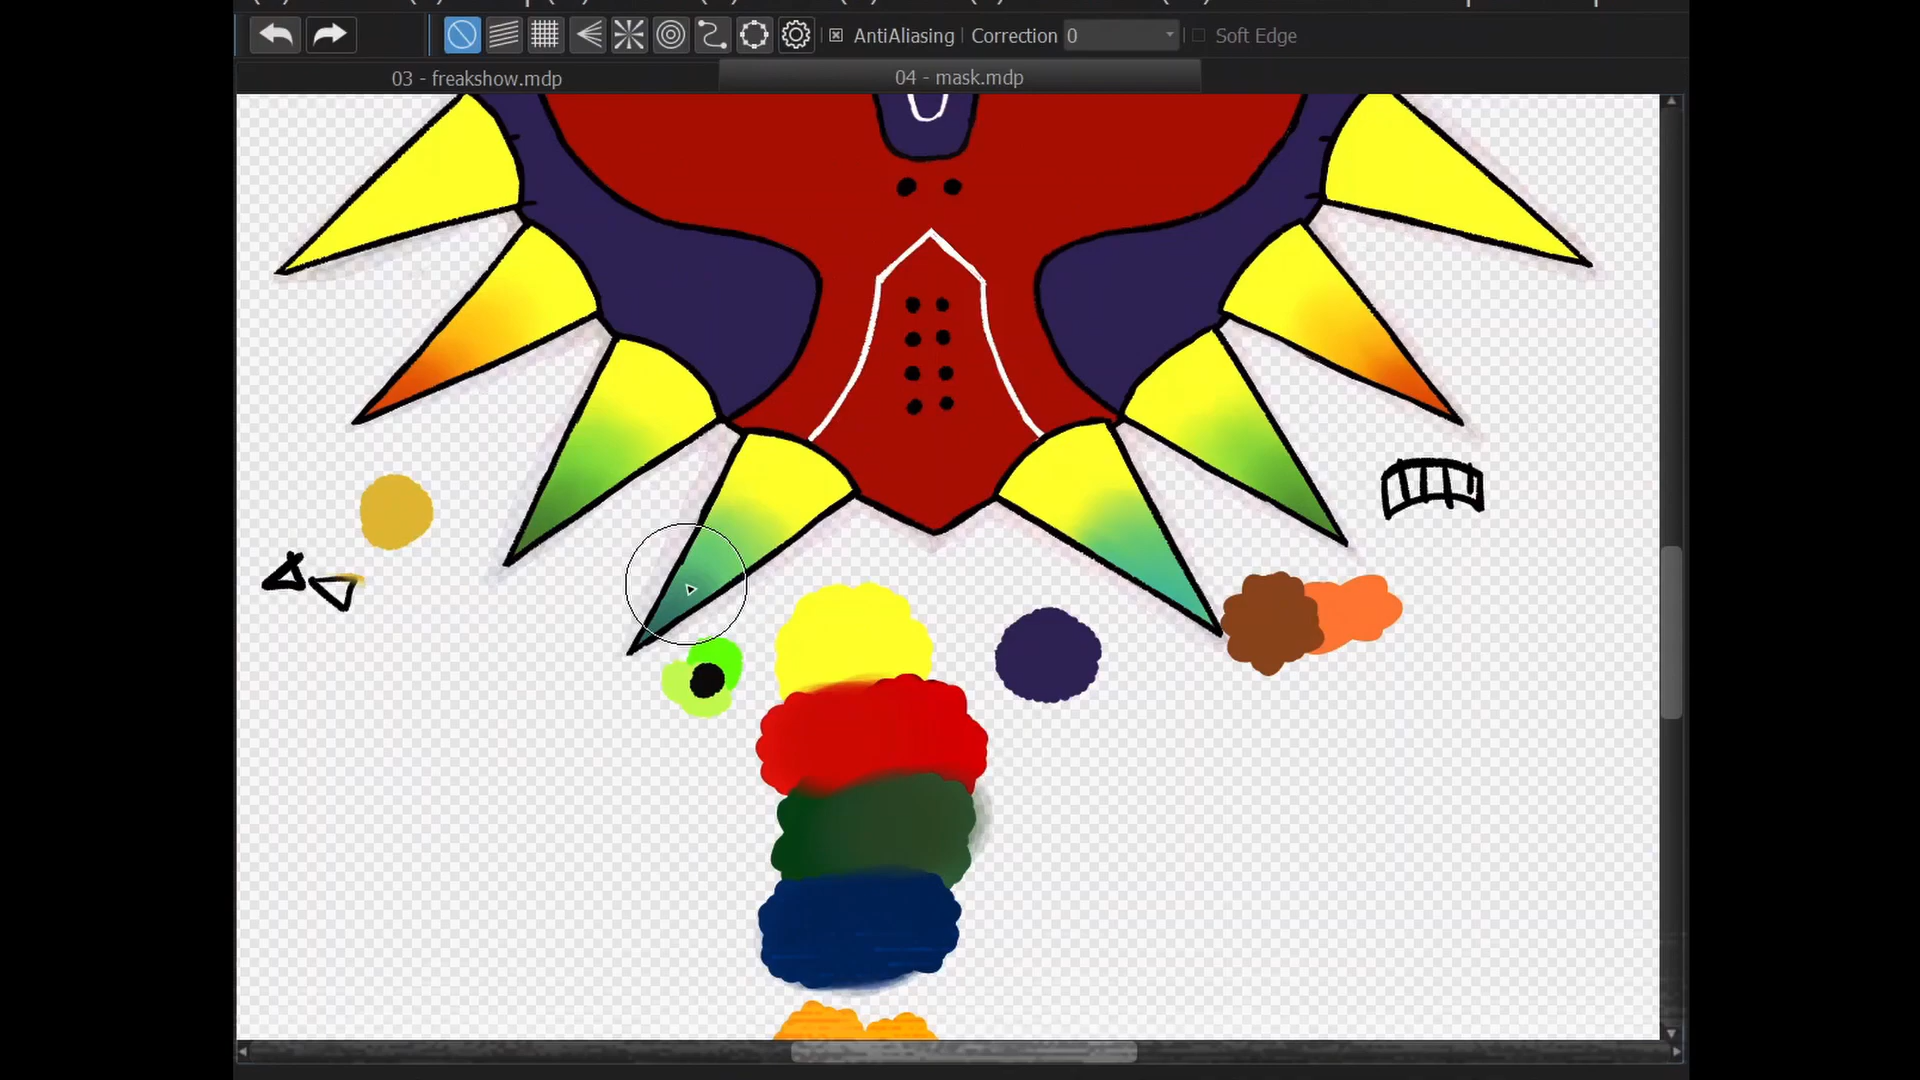 AntiAliasing Correction 0 Soft Edge
03 - freakshow.mdp 04 - mask.mdp